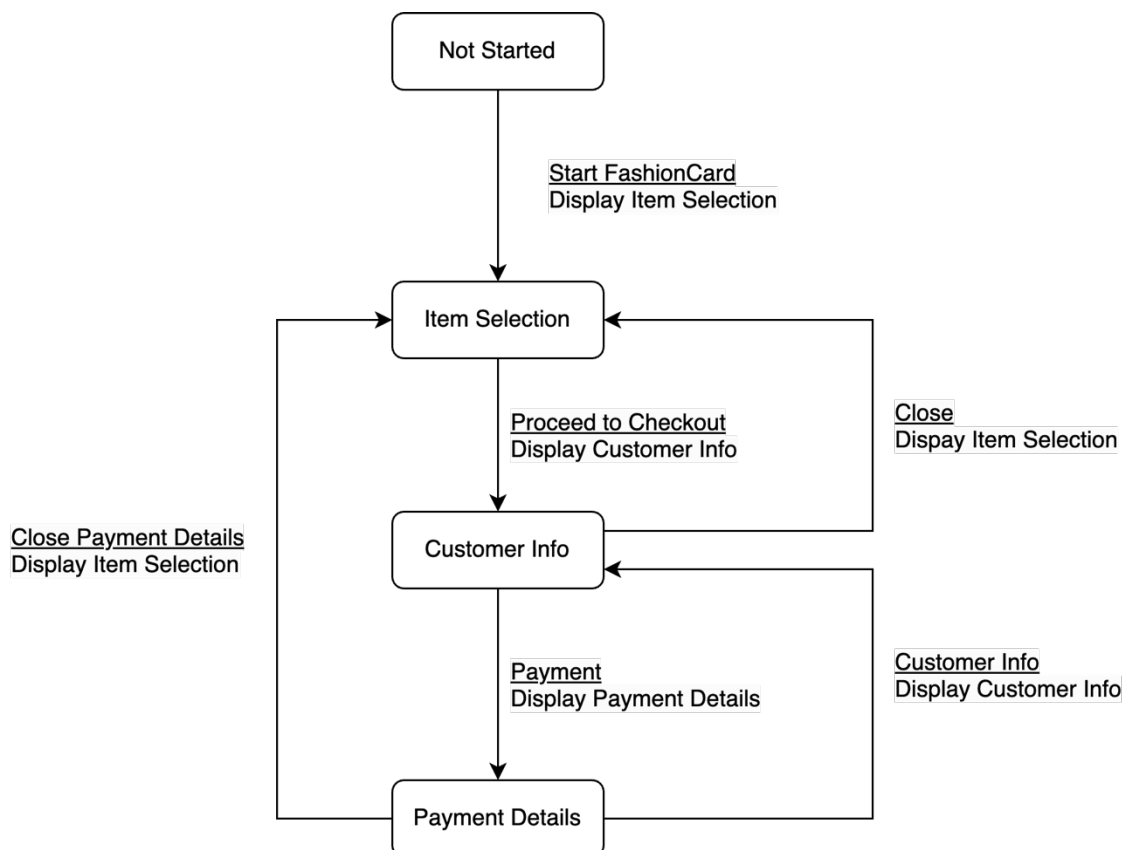 Not Started
Start FashionCard
Display Item Selection
Item Selection
Proceed to Checkout
Display Customer Info
Close
Dispay Item Selection
Close Payment Details
Display Item Selection
Customer Info
Payment
Display Payment Details
Customer Info
Display Customer Info
Payment Details